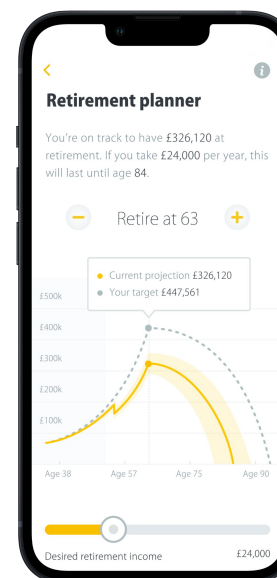 i
Retirement planner
You're on track to have £326,120 at
retirement. If you take £24,000 per year, this
will last until age 84.
− Retire at 63 +
Current projection £326,120
Your target £447,561
£500k
£400k
£300k
£200k
£100k
Age 38 Age 57 Age 75 Age 90
Desired retirement income £24,000